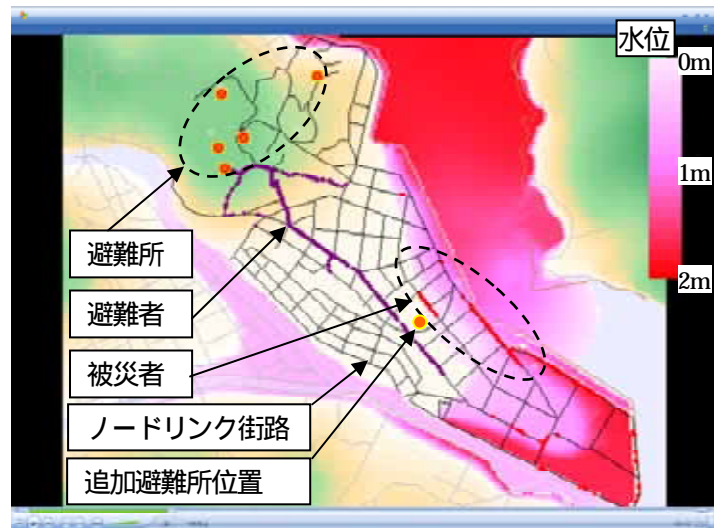 水位
0m
1m
2m
避難所
避難者
被災者
ノードリンク街路
追加避難所位置